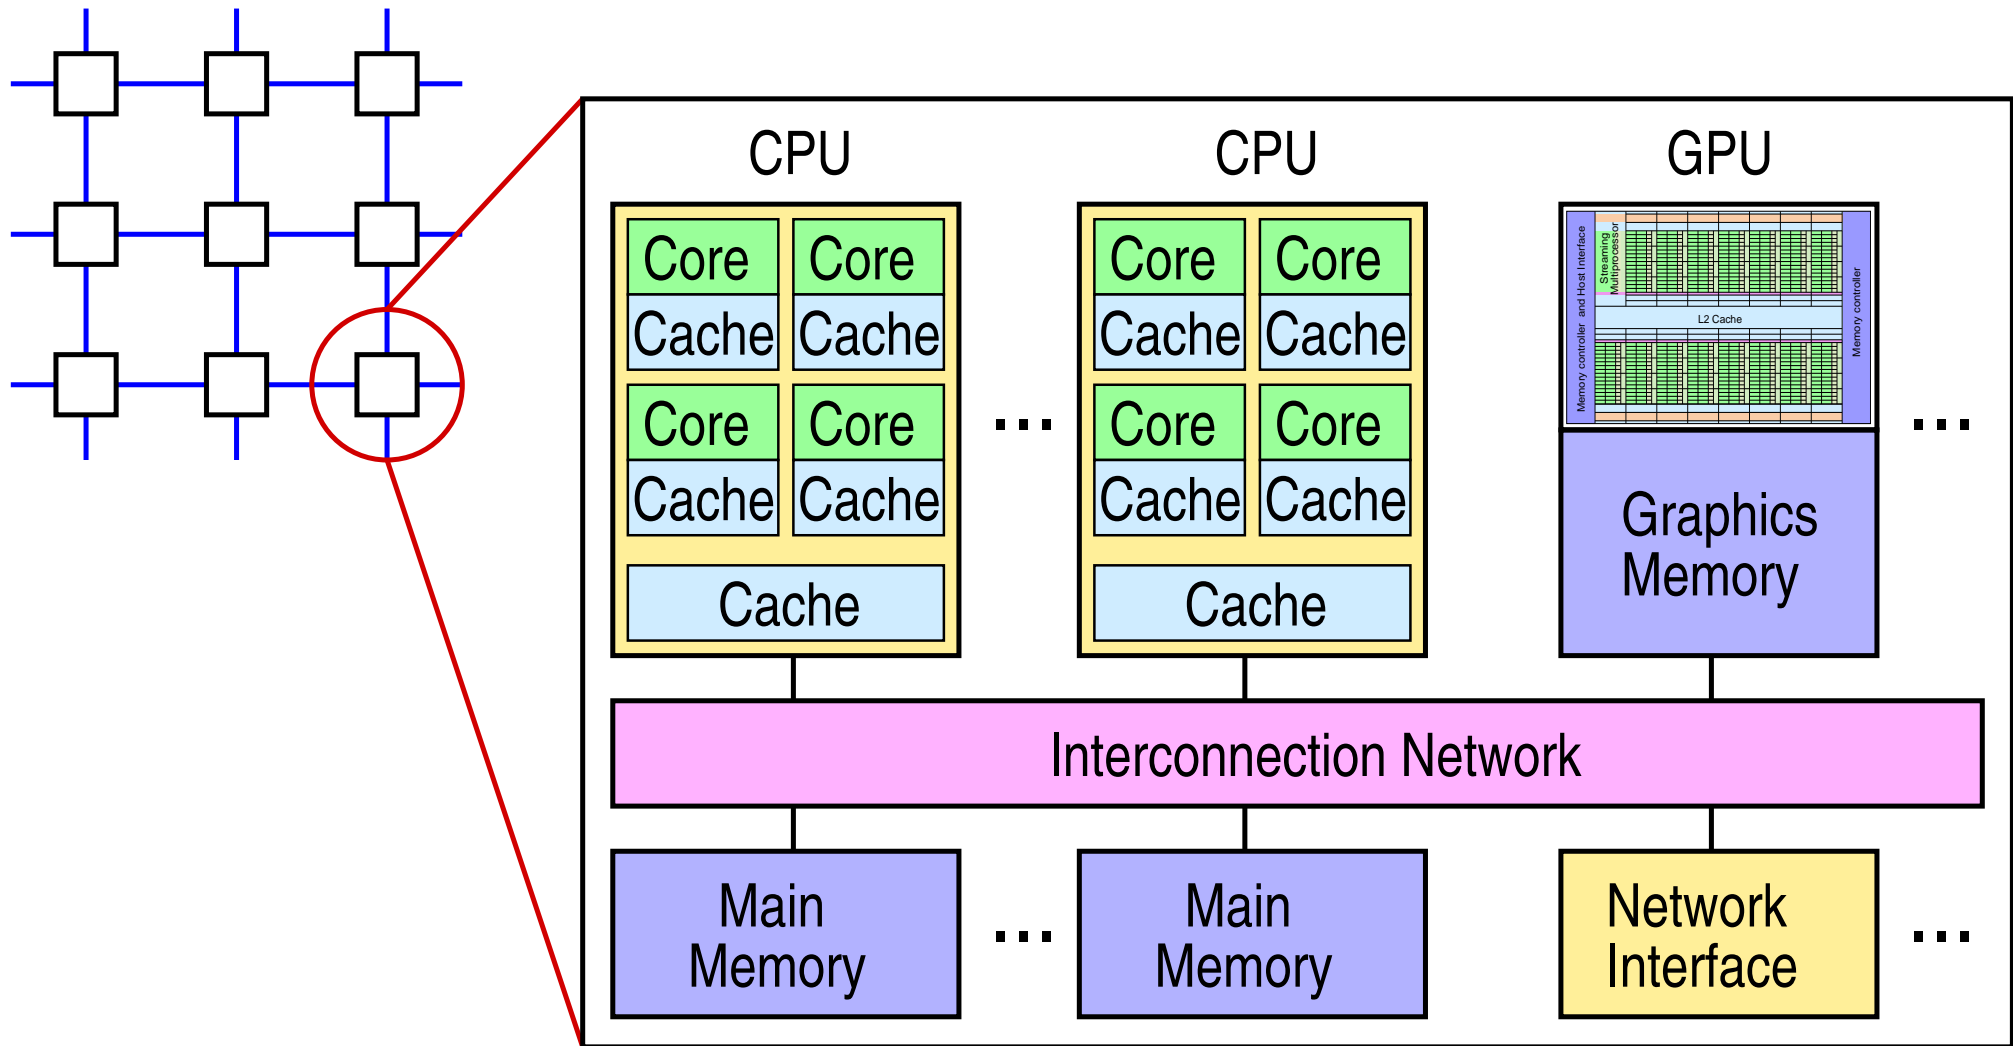 CPU
CPU
GPU
Core
Core
Cache
Cache
Core
Core
Cache
Cache
Cache
...
Core
Core
Cache
Cache
Core
Core
Cache
Cache
Cache
Memory controller and Host Interface
Streaming
Multiprocessor
L2 Cache
Memory controller
Graphics
Memory
...
Interconnection Network
Main
Memory
...
Main
Memory
Network
Interface
...